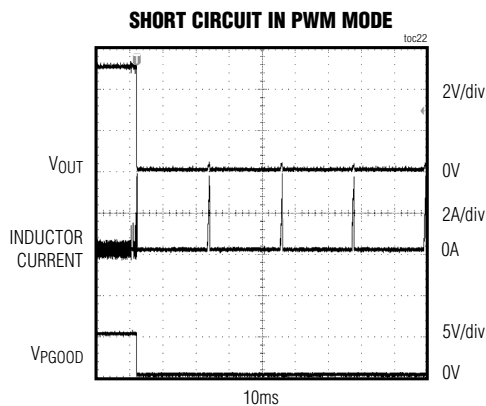 SHORT CIRCUIT IN PWM MODE
toc22
2V/div
VOUT
0V
2A/div
INDUCTOR
CURRENT
0A
5V/div
VPGOOD
0V
10ms